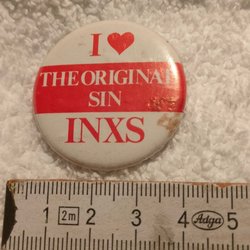 I ❤
THE ORIGINAL
SIN
INXS
1 2m 2 3 4 Adga 5